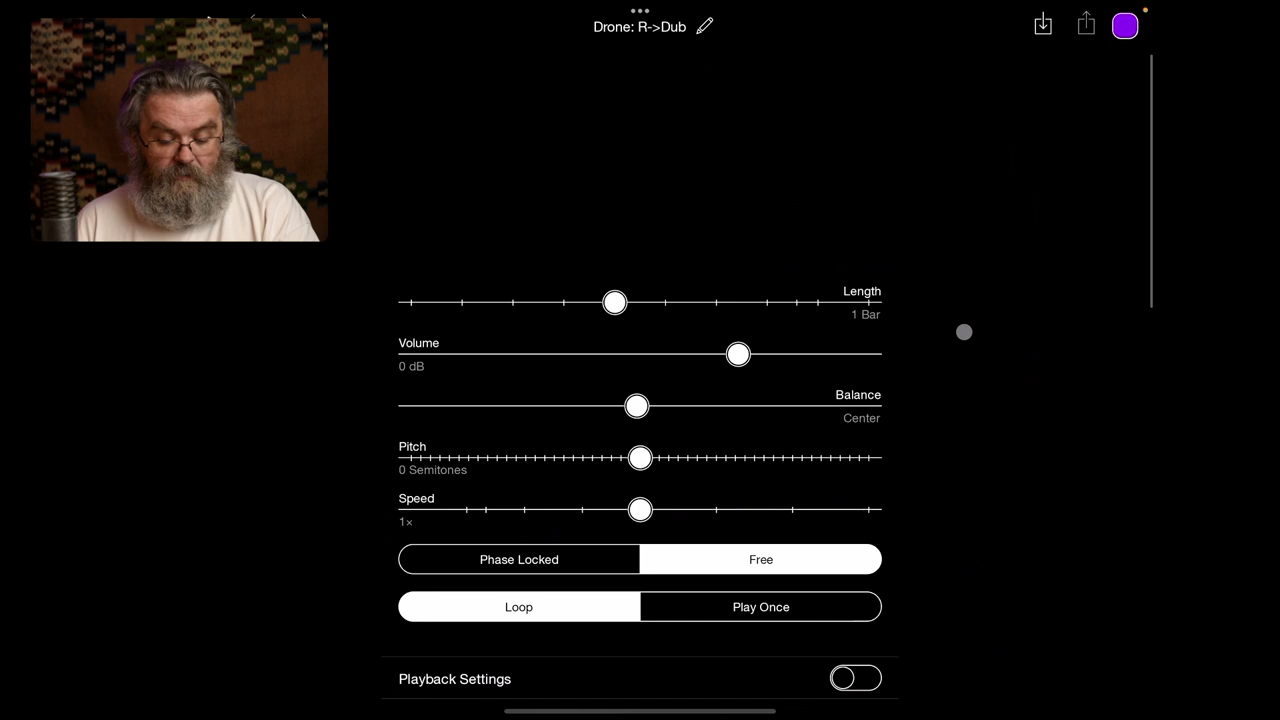 Drone: R->Dub
Length
1 Bar
Volume
0 dB
Balance
Center
Pitch
0 Semitones
Speed
1×
Phase Locked
Free
Loop
Play Once
Playback Settings